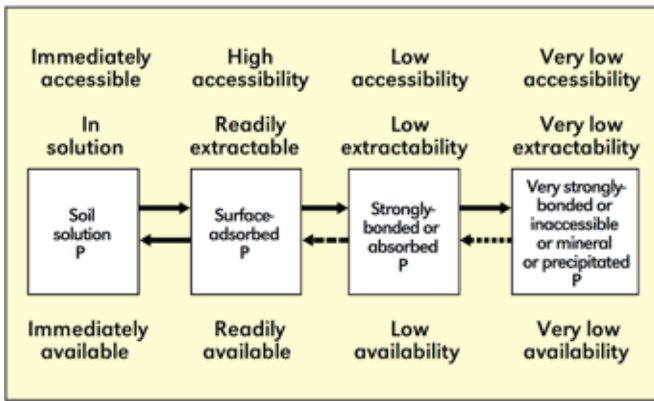 Immediately
accessible
High
accessibility
Low
accessibility
Very low
accessibility
In
solution
Readily
extractable
Low
extractability
Very low
extractability
Soil
solution
P
Surface-
adsorbed
P
Strongly-
bonded or
absorbed
P
Very strongly-
bonded or
inaccessible
or mineral
or precipitated
P
Immediately
available
Readily
available
Low
availability
Very low
availability